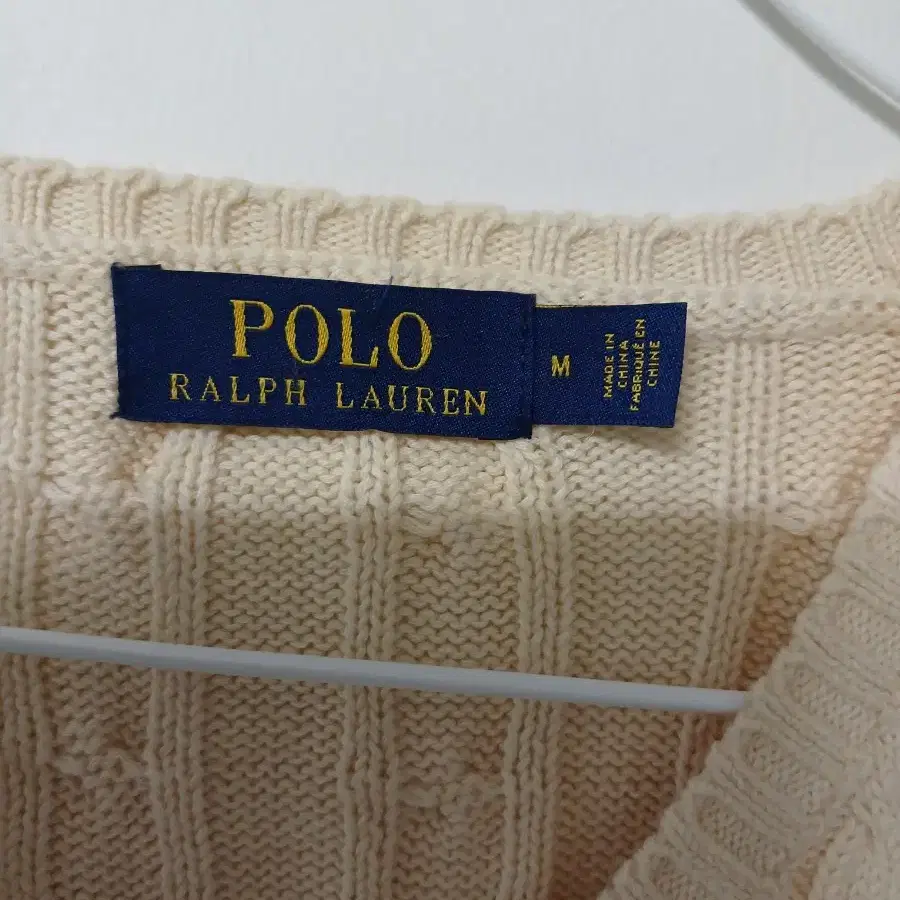 POLO
RALPH LAUREN
M
MADE IN
CHINA
FABRIQUÉ EN
CHINE